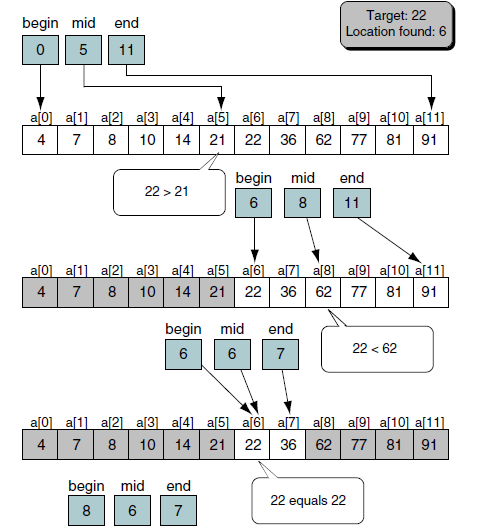 Target: 22
Location found: 6
begin mid end
0 5 11
a[0] a[1] a[2] a[3] a[4] a[5] a[6] a[7] a[8] a[9] a[10] a[11]
4 7 8 10 14 21 22 36 62 77 81 91
22 > 21
begin mid end
6 8 11
a[0] a[1] a[2] a[3] a[4] a[5] a[6] a[7] a[8] a[9] a[10] a[11]
4 7 8 10 14 21 22 36 62 77 81 91
22 < 62
begin mid end
6 6 7
a[0] a[1] a[2] a[3] a[4] a[5] a[6] a[7] a[8] a[9] a[10] a[11]
4 7 8 10 14 21 22 36 62 77 81 91
22 equals 22
begin mid end
8 6 7